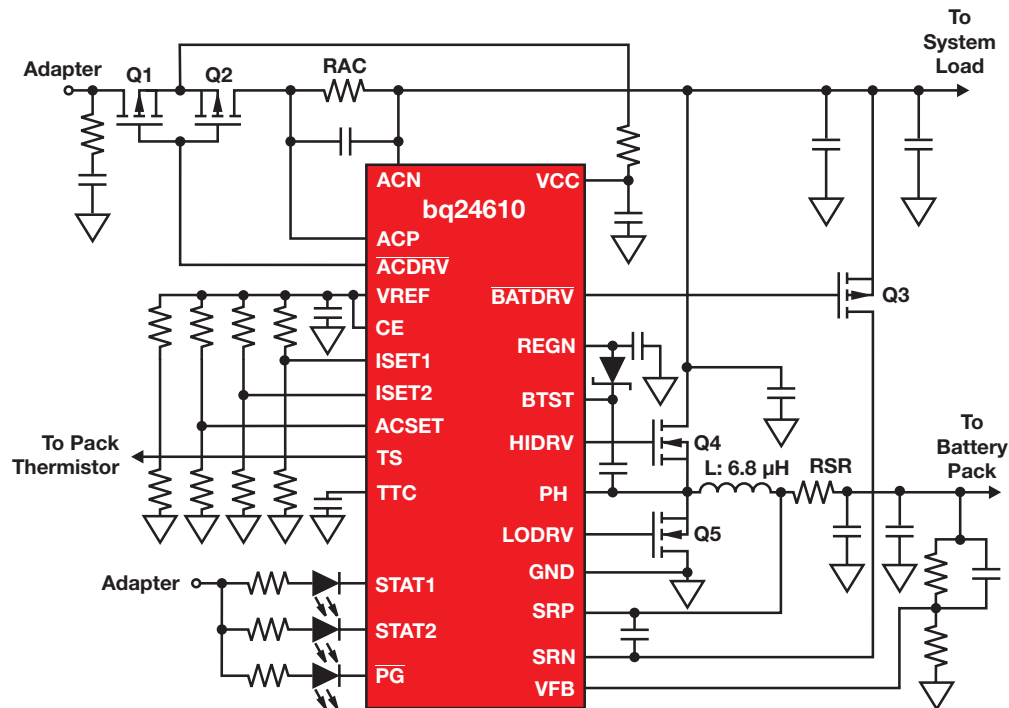 To
System
Load
Adapter
Q1
Q2
RAC
ACN
VCC
bq24610
ACP
ACDRV
VREF
BATDRV
Q3
CE
REGN
ISET1
ISET2
BTST
ACSET
HIDRV
Q4
To Pack
Thermistor
TS
To
Battery
Pack
L: 6.8 µH
RSR
TTC
PH
LODRV
Q5
GND
Adapter
STAT1
SRP
STAT2
SRN
PG
VFB